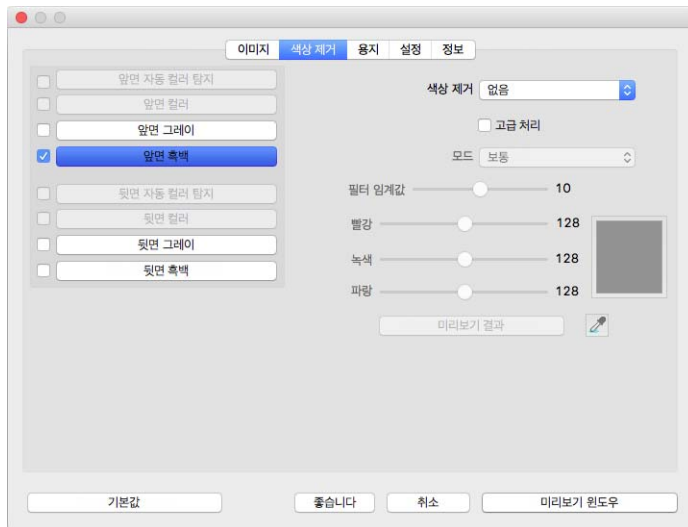 이미지 색상 제거 용지 설정 정보
앞면 자동 컬러 탐지
앞면 컬러
앞면 그레이
앞면 흑백
뒷면 자동 컬러 탐지
뒷면 컬러
뒷면 그레이
뒷면 흑백
색상 제거 없음
고급 처리
모드 보통
필터 임계값 10
빨강 128
녹색 128
파랑 128
미리보기 결과
기본값 좋습니다 취소 미리보기 윈도우